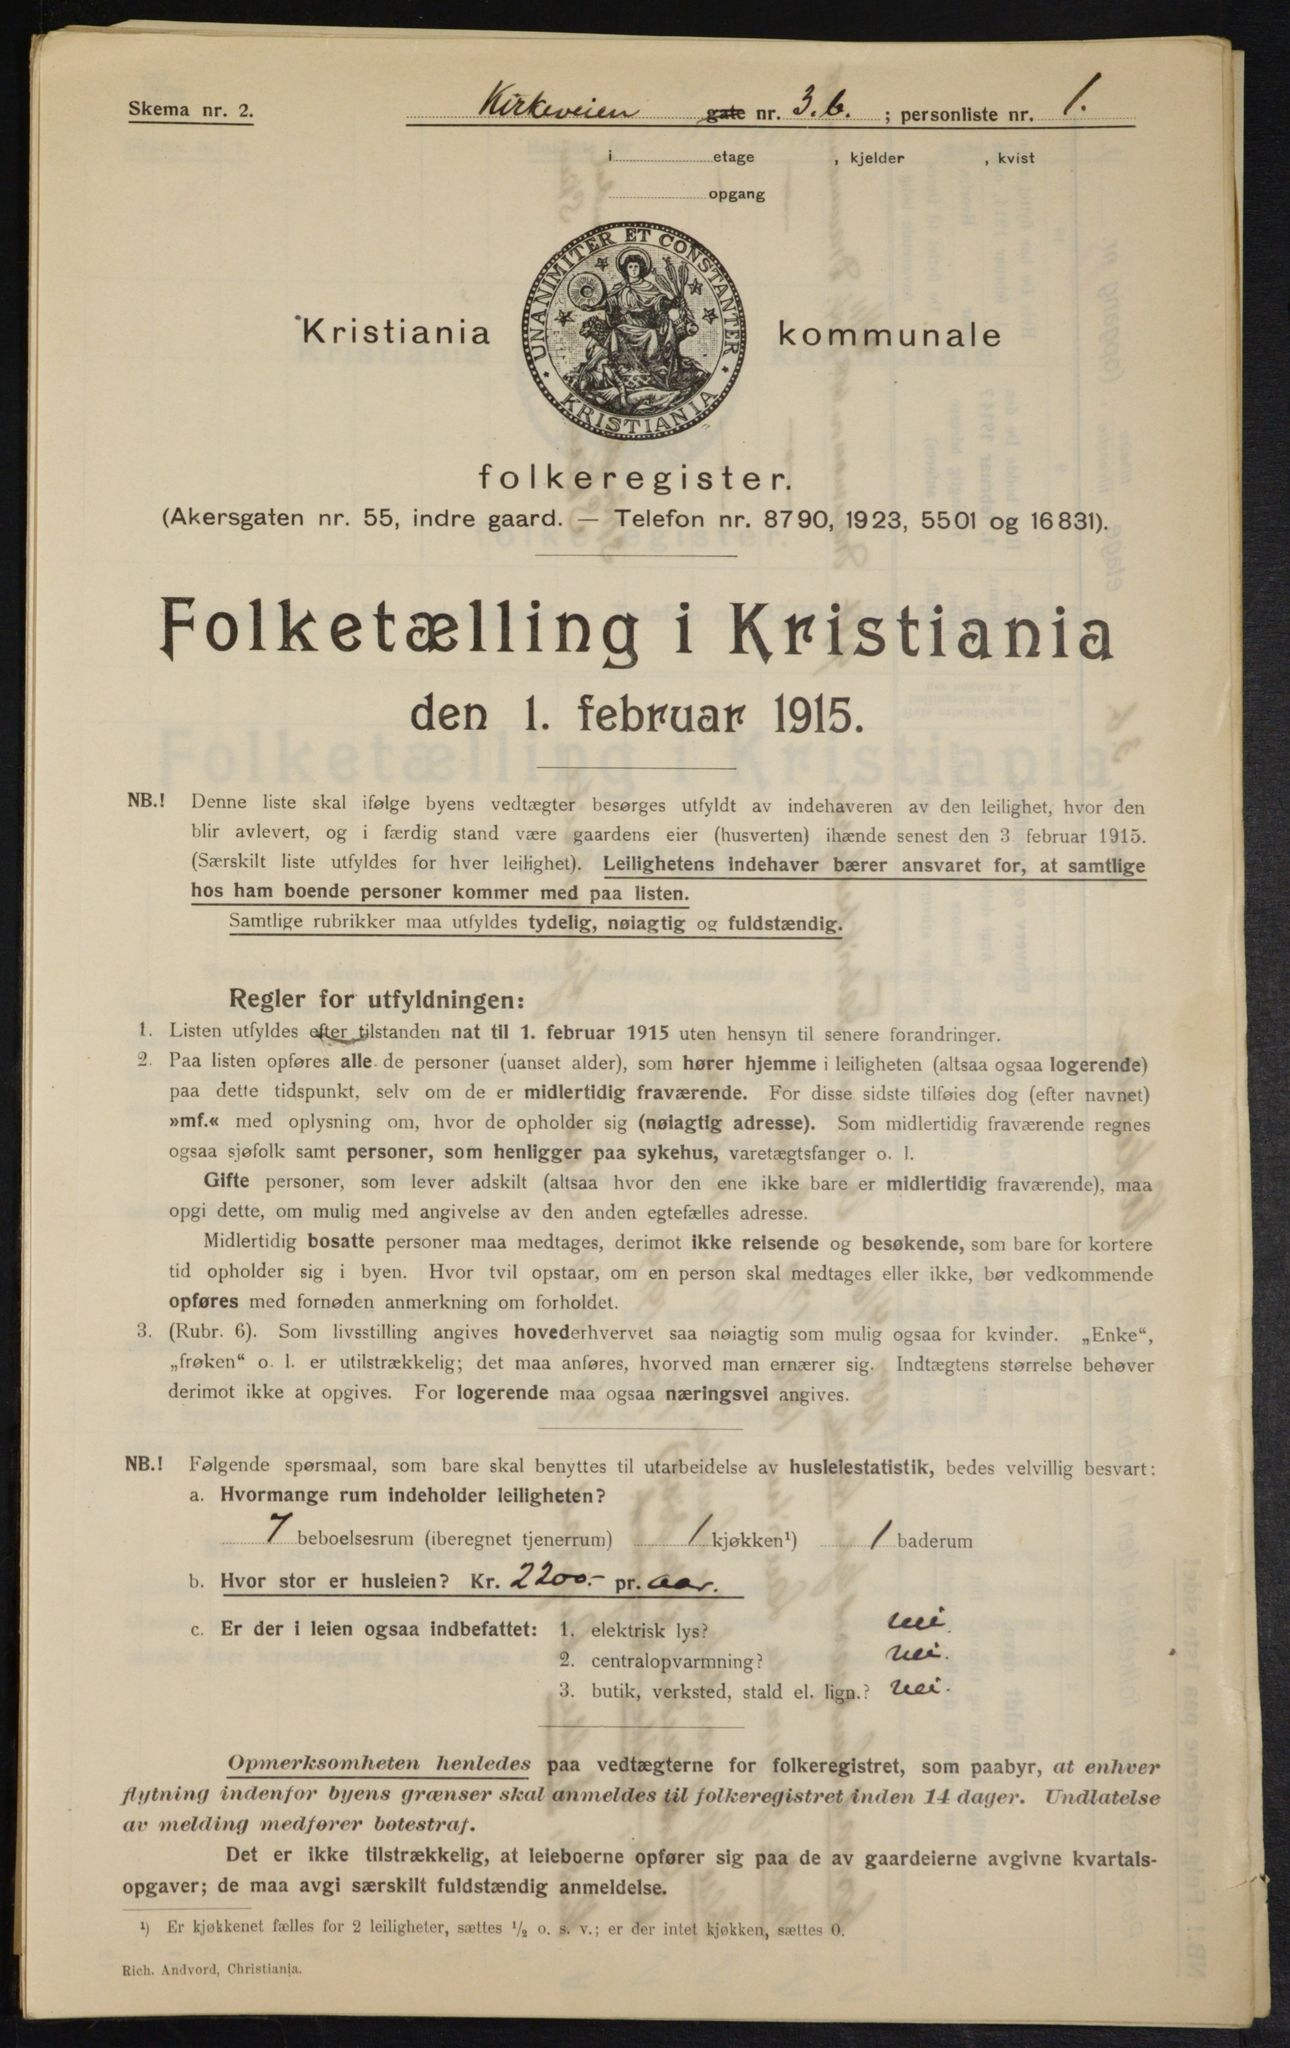 Skema nr. 2.
Kirkeveien gate nr. 3.b. ; personliste nr. 1.
i etage , kjelder , kvist
opgang
UNANIMITER ET CONSTANTER
KRISTIANIA
Kristiania kommunale
folkeregister.
(Akersgaten nr. 55, indre gaard. — Telefon nr. 8790, 1923, 5501 og 16831).
Folketælling i Kristiania
den 1. februar 1915.
NB.! Denne liste skal ifølge byens vedtægter besørges utfyldt av indehaveren av den leilighet, hvor den
blir avlevert, og i færdig stand være gaardens eier (husverten) ihænde senest den 3 februar 1915.
(Særskilt liste utfyldes for hver leilighet). Leilighetens indehaver bærer ansvaret for, at samtlige
hos ham boende personer kommer med paa listen.
Samtlige rubrikker maa utfyldes tydelig, nøiagtig og fuldstændig.
Regler for utfyldningen:
1. Listen utfyldes efter tilstanden nat til 1. februar 1915 uten hensyn til senere forandringer.
2. Paa listen opføres alle de personer (uanset alder), som hører hjemme i leiligheten (altsaa ogsaa logerende)
paa dette tidspunkt, selv om de er midlertidig fraværende. For disse sidste tilføies dog (efter navnet)
»mf.« med oplysning om, hvor de opholder sig (nøiagtig adresse). Som midlertidig fraværende regnes
ogsaa sjøfolk samt personer, som henligger paa sykehus, varetægtsfanger o. l.
Gifte personer, som lever adskilt (altsaa hvor den ene ikke bare er midlertidig fraværende), maa
opgi dette, om mulig med angivelse av den anden egtefælles adresse.
Midlertidig bosatte personer maa medtages, derimot ikke reisende og besøkende, som bare for kortere
tid opholder sig i byen. Hvor tvil opstaar, om en person skal medtages eller ikke, bør vedkommende
opføres med fornøden anmerkning om forholdet.
3. (Rubr. 6). Som livsstilling angives hovederhvervet saa nøiagtig som mulig ogsaa for kvinder. „Enke“,
„frøken“ o. l. er utilstrækkelig; det maa anføres, hvorved man ernærer sig. Indtægtens størrelse behøver
derimot ikke at opgives. For logerende maa ogsaa næringsvei angives.
NB.! Følgende spørsmaal, som bare skal benyttes til utarbeidelse av husleiestatistik, bedes velvillig besvart:
a. Hvormange rum indeholder leiligheten?
7 beboelsesrum (iberegnet tjenerrum) 1 kjøkken¹) 1 baderum
b. Hvor stor er husleien? Kr. 2200.- pr. aar.
c. Er der i leien ogsaa indbefattet: 1. elektrisk lys? nei.
2. centralopvarmning? nei.
3. butik, verksted, stald el. lign.? nei.
Opmerksomheten henledes paa vedtægterne for folkeregistret, som paabyr, at enhver
flytning indenfor byens grænser skal anmeldes til folkeregistret inden 14 dager. Undlatelse
av melding medfører bøtestraf.
Det er ikke tilstrækkelig, at leieboerne opfører sig paa de av gaardeierne avgivne kvartals-
opgaver; de maa avgi særskilt fuldstændig anmeldelse.
¹) Er kjøkkenet fælles for 2 leiligheter, sættes ½ o. s. v.; er der intet kjøkken, sættes 0.
Rich. Andvord, Christiania.